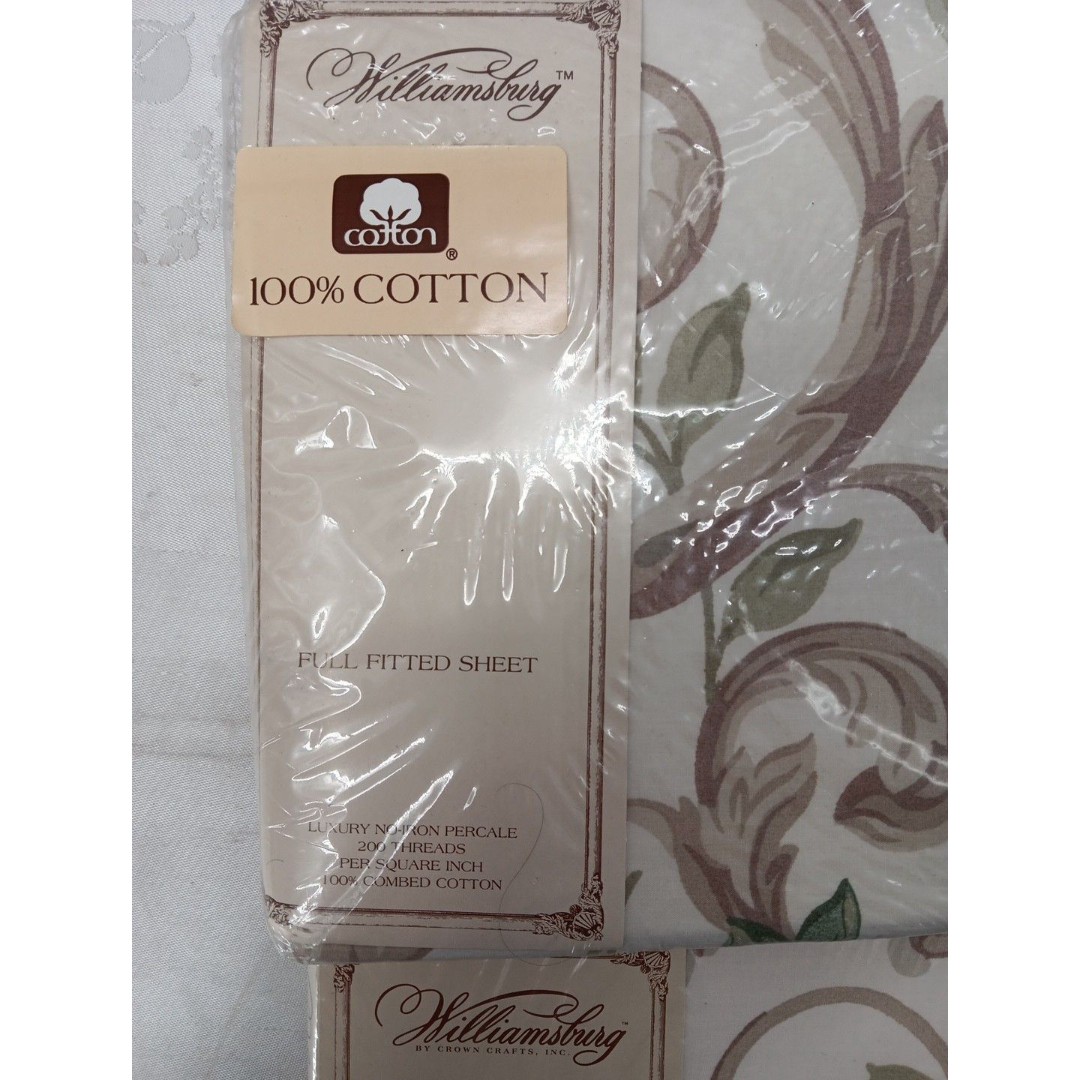 Williamsburg™
cotton®
100% COTTON
FULL FITTED SHEET
LUXURY NO-IRON PERCALE
200 THREADS
PER SQUARE INCH
100% COMBED COTTON
Williamsburg™
BY CROWN CRAFTS, INC.